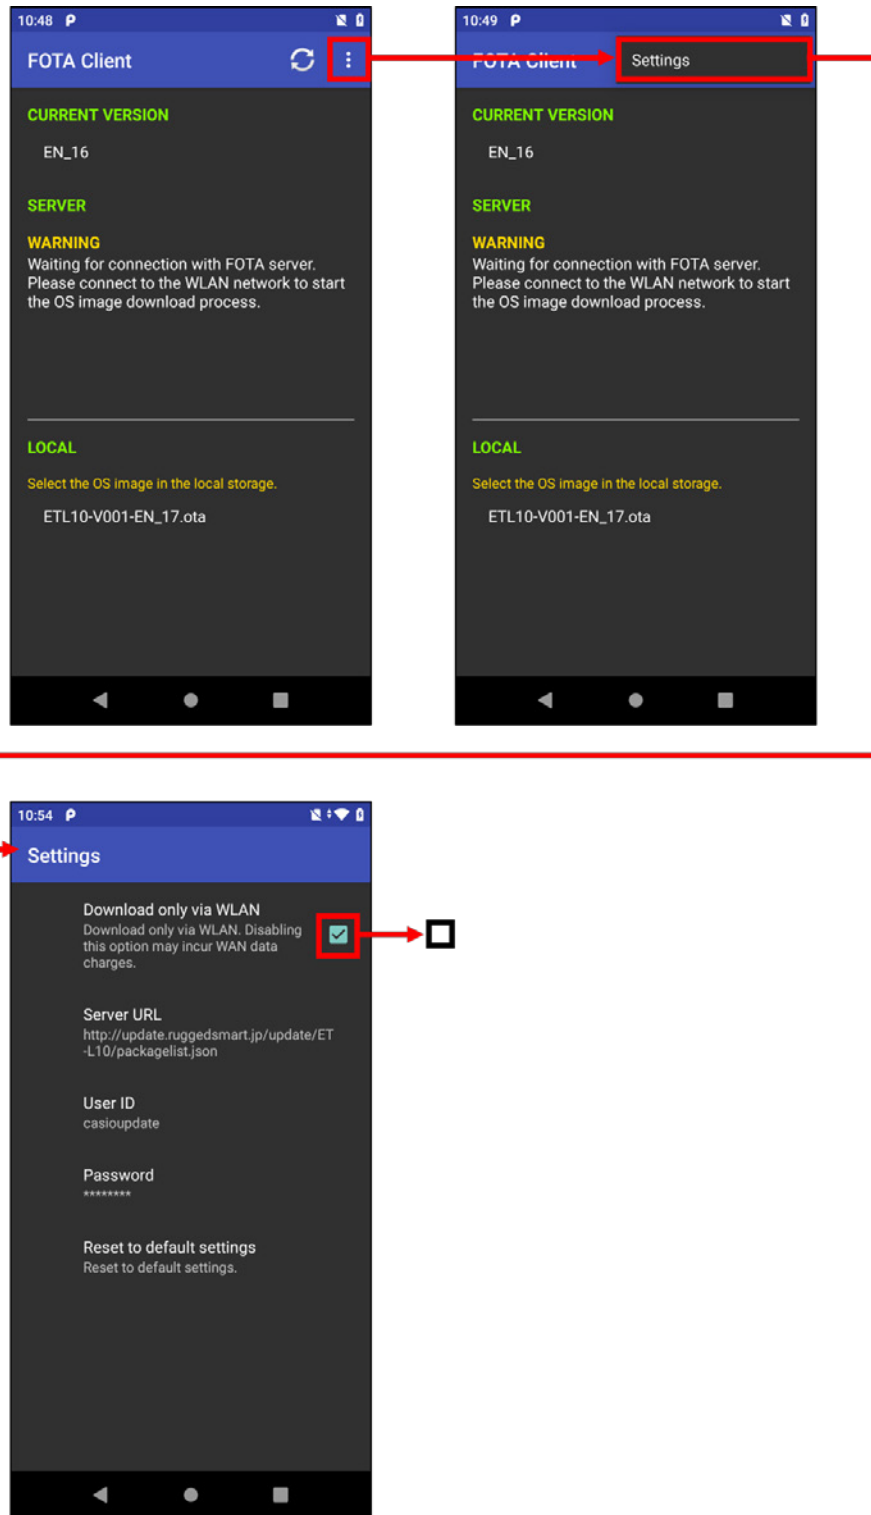 10:48
FOTA Client
CURRENT VERSION
EN_16
SERVER
WARNING
Waiting for connection with FOTA server.
Please connect to the WLAN network to start
the OS image download process.
LOCAL
Select the OS image in the local storage.
ETL10-V001-EN_17.ota
10:49
FOTA Client
Settings
CURRENT VERSION
EN_16
SERVER
WARNING
Waiting for connection with FOTA server.
Please connect to the WLAN network to start
the OS image download process.
LOCAL
Select the OS image in the local storage.
ETL10-V001-EN_17.ota
10:54
Settings
Download only via WLAN
Download only via WLAN. Disabling
this option may incur WAN data
charges.
Server URL
http://update.ruggedsmart.jp/update/ET
-L10/packagelist.json
User ID
casioupdate
Password
********
Reset to default settings
Reset to default settings.